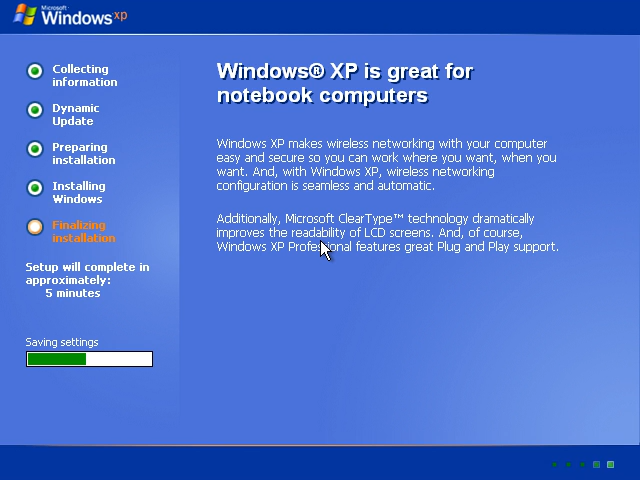 Microsoft
Windows xp
Collecting
information
Dynamic
Update
Preparing
installation
Installing
Windows
Finalizing
installation
Setup will complete in
approximately:
5 minutes
Saving settings
Windows® XP is great for
notebook computers
Windows XP makes wireless networking with your computer
easy and secure so you can work where you want, when you
want. And, with Windows XP, wireless networking
configuration is seamless and automatic.
Additionally, Microsoft ClearType™ technology dramatically
improves the readability of LCD screens. And, of course,
Windows XP Professional features great Plug and Play support.